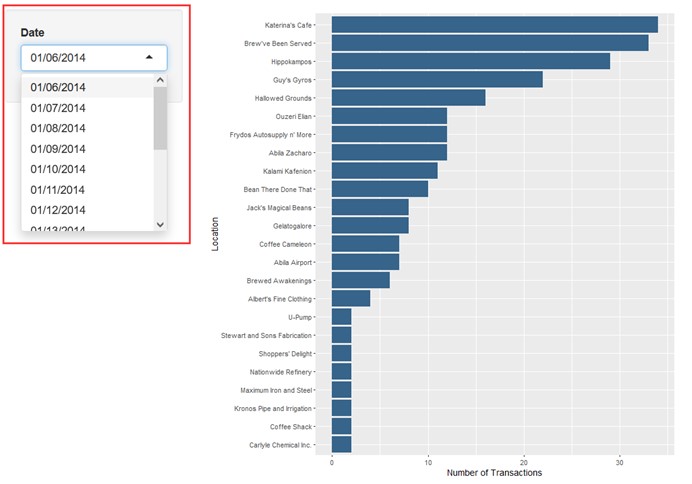 Date
01/06/2014
01/06/2014
01/07/2014
01/08/2014
01/09/2014
01/10/2014
01/11/2014
01/12/2014
01/13/2014
Location
Katerina's Cafe
Brew've Been Served
Hippokampos
Guy's Gyros
Hallowed Grounds
Ouzeri Elian
Frydos Autosupply n' More
Abila Zacharo
Kalami Kafenion
Bean There Done That
Jack's Magical Beans
Gelatogalore
Coffee Cameleon
Abila Airport
Brewed Awakenings
Albert's Fine Clothing
U-Pump
Stewart and Sons Fabrication
Shoppers' Delight
Nationwide Refinery
Maximum Iron and Steel
Kronos Pipe and Irrigation
Coffee Shack
Carlyle Chemical Inc.
0 10 20 30
Number of Transactions